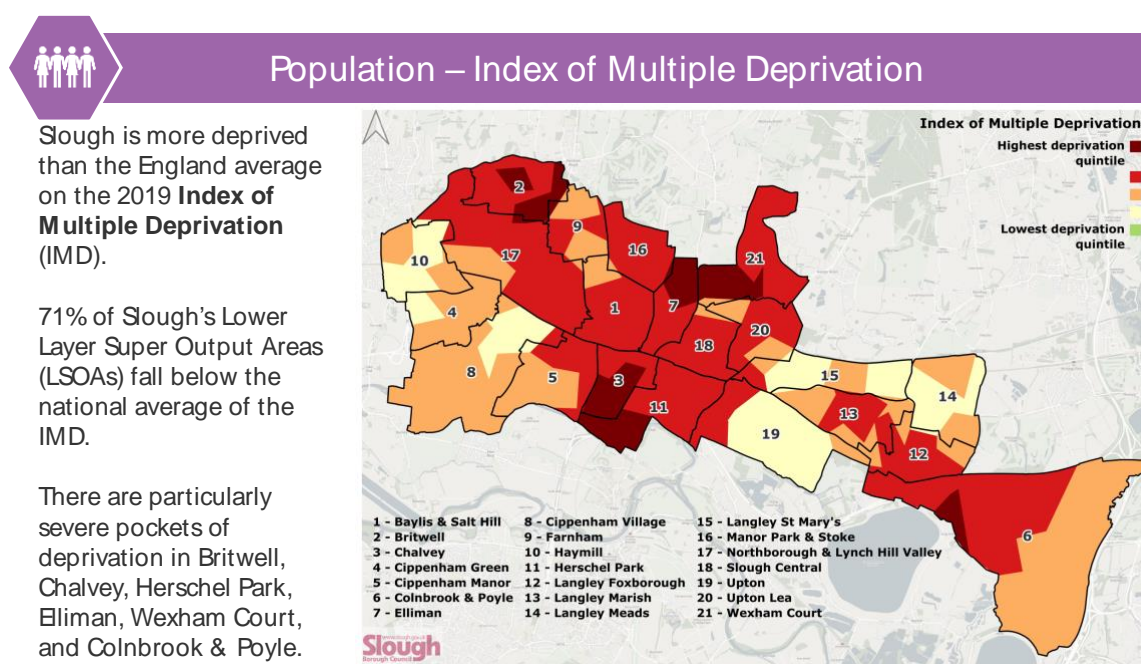 Population – Index of Multiple Deprivation
Slough is more deprived
than the England average
on the 2019 Index of
Multiple Deprivation
(IMD).
71% of Slough's Lower
Layer Super Output Areas
(LSOAs) fall below the
national average of the
IMD.
There are particularly
severe pockets of
deprivation in Britwell,
Chalvey, Herschel Park,
Elliman, Wexham Court,
and Colnbrook & Poyle.
Index of Multiple Deprivation
Highest deprivation
quintile
Lowest deprivation
quintile
2
9
10
17
16
21
4
1
7
20
18
8
5
3
15
11
14
13
19
12
6
1 - Baylis & Salt Hill
2 - Britwell
3 - Chalvey
4 - Cippenham Green
5 - Cippenham Manor
6 - Colnbrook & Poyle
7 - Elliman
8 - Cippenham Village
9 - Farnham
10 - Haymill
11 - Herschel Park
12 - Langley Foxborough
13 - Langley Marish
14 - Langley Meads
15 - Langley St Mary's
16 - Manor Park & Stoke
17 - Northborough & Lynch Hill Valley
18 - Slough Central
19 - Upton
20 - Upton Lea
21 - Wexham Court
Slough
Borough Council